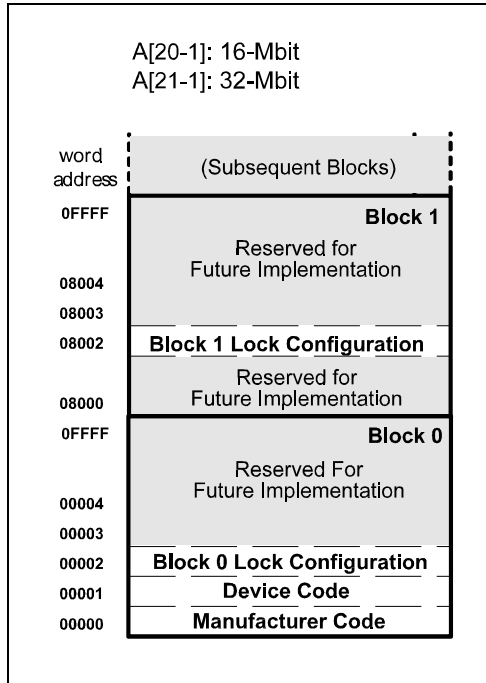 A[20-1]: 16-Mbit
A[21-1]: 32-Mbit
word
address
(Subsequent Blocks)
0FFFF
Block 1
Reserved for
Future Implementation
08004
08003
08002
Block 1 Lock Configuration
Reserved for
Future Implementation
08000
0FFFF
Block 0
Reserved For
Future Implementation
00004
00003
00002
Block 0 Lock Configuration
00001
Device Code
00000
Manufacturer Code